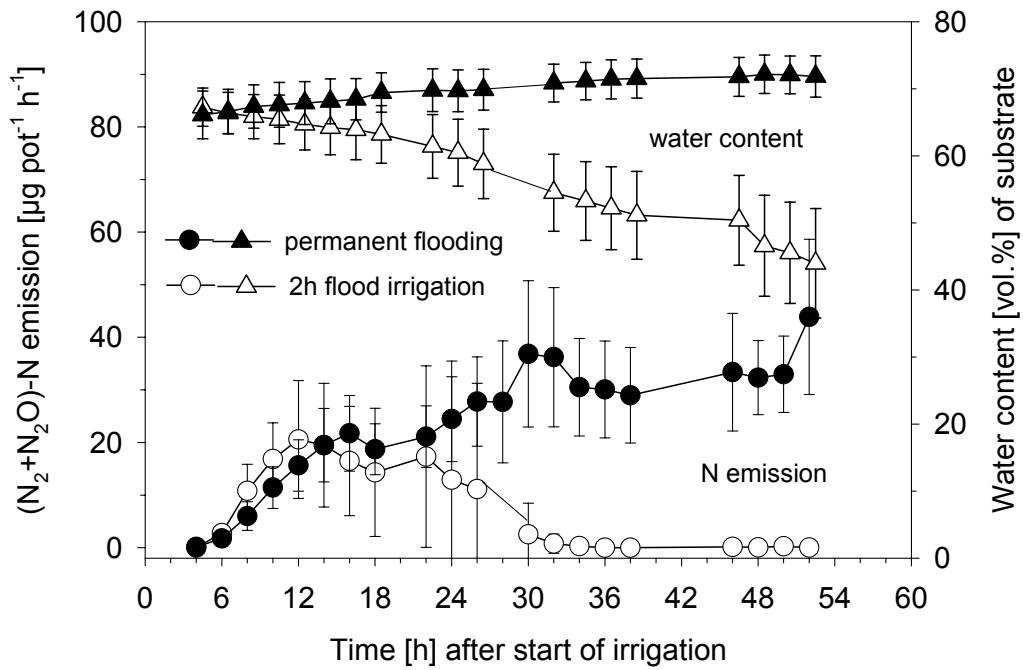 100
80
60
40
20
0
80
60
40
20
0
(N₂+N₂O)-N emission [µg pot⁻¹ h⁻¹]
Water content [vol.%] of substrate
water content
permanent flooding
2h flood irrigation
N emission
0 6 12 18 24 30 36 42 48 54 60
Time [h] after start of irrigation